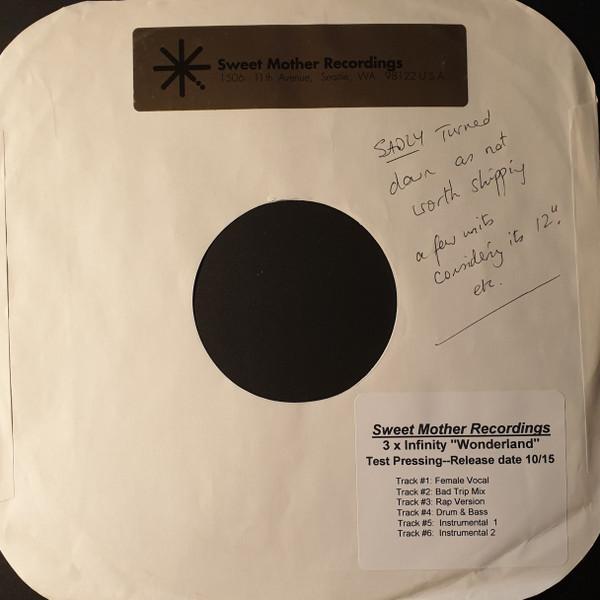 Sweet Mother Recordings
1506 11th Avenue, Seattle, WA 98122 U.S.A
SADLY Turned
down as not
worth shipping
a few units
considering its 12".
etc.
Sweet Mother Recordings
3 x Infinity "Wonderland"
Test Pressing--Release date 10/15
Track #1: Female Vocal
Track #2: Bad Trip Mix
Track #3: Rap Version
Track #4: Drum & Bass
Track #5: Instrumental 1
Track #6: Instrumental 2